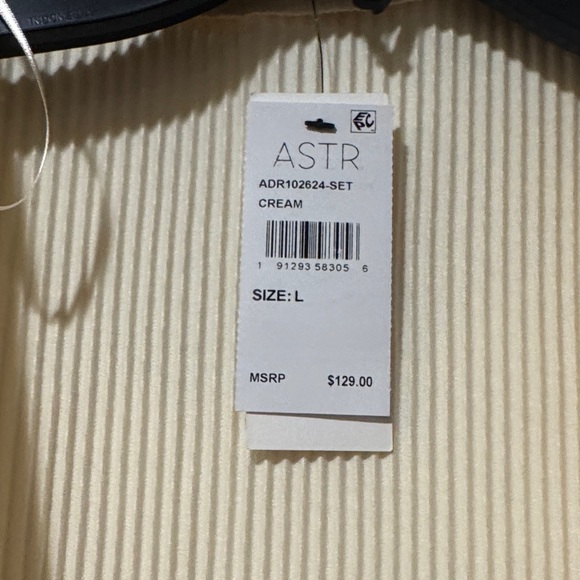 ASTR
ADR102624-SET
CREAM
1 91293 58305 6
SIZE: L
MSRP $129.00